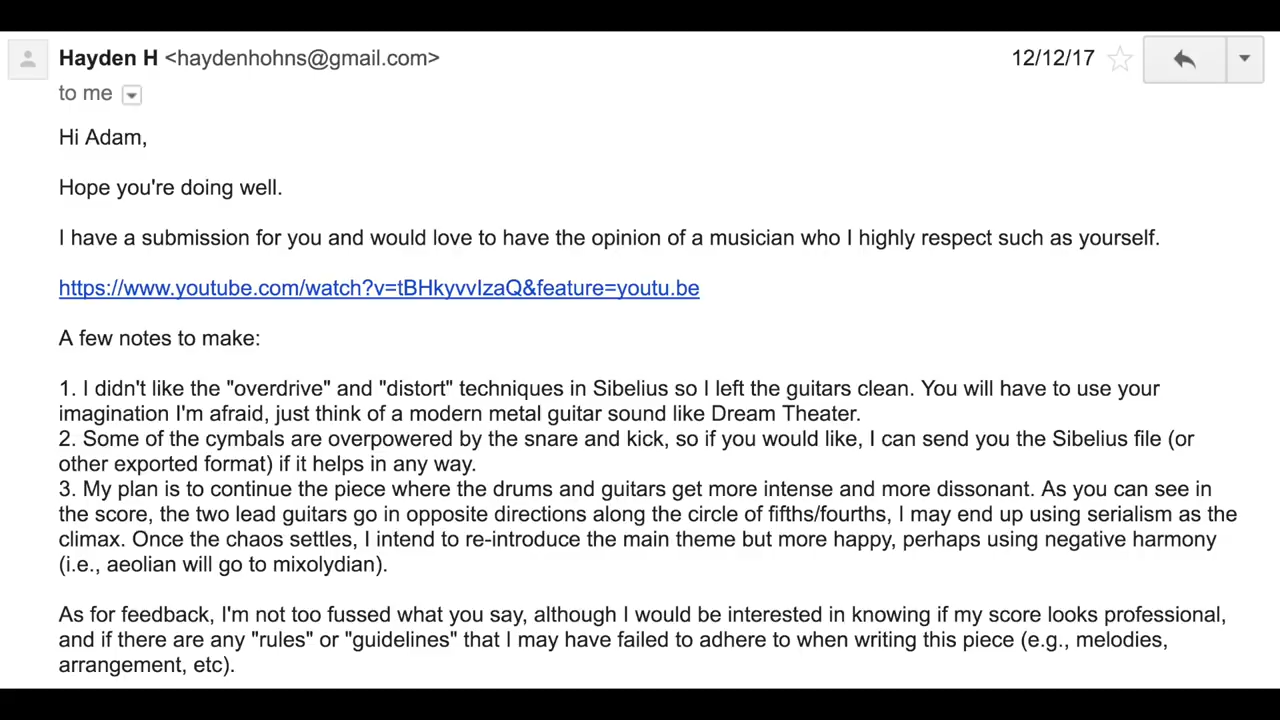 Hayden H <haydenhohns@gmail.com> 12/12/17
to me
Hi Adam,
Hope you're doing well.
I have a submission for you and would love to have the opinion of a musician who I highly respect such as yourself.
https://www.youtube.com/watch?v=tBHkyvvIzaQ&feature=youtu.be
A few notes to make:
1. I didn't like the "overdrive" and "distort" techniques in Sibelius so I left the guitars clean. You will have to use your
imagination I'm afraid, just think of a modern metal guitar sound like Dream Theater.
2. Some of the cymbals are overpowered by the snare and kick, so if you would like, I can send you the Sibelius file (or
other exported format) if it helps in any way.
3. My plan is to continue the piece where the drums and guitars get more intense and more dissonant. As you can see in
the score, the two lead guitars go in opposite directions along the circle of fifths/fourths, I may end up using serialism as the
climax. Once the chaos settles, I intend to re-introduce the main theme but more happy, perhaps using negative harmony
(i.e., aeolian will go to mixolydian).
As for feedback, I'm not too fussed what you say, although I would be interested in knowing if my score looks professional,
and if there are any "rules" or "guidelines" that I may have failed to adhere to when writing this piece (e.g., melodies,
arrangement, etc).